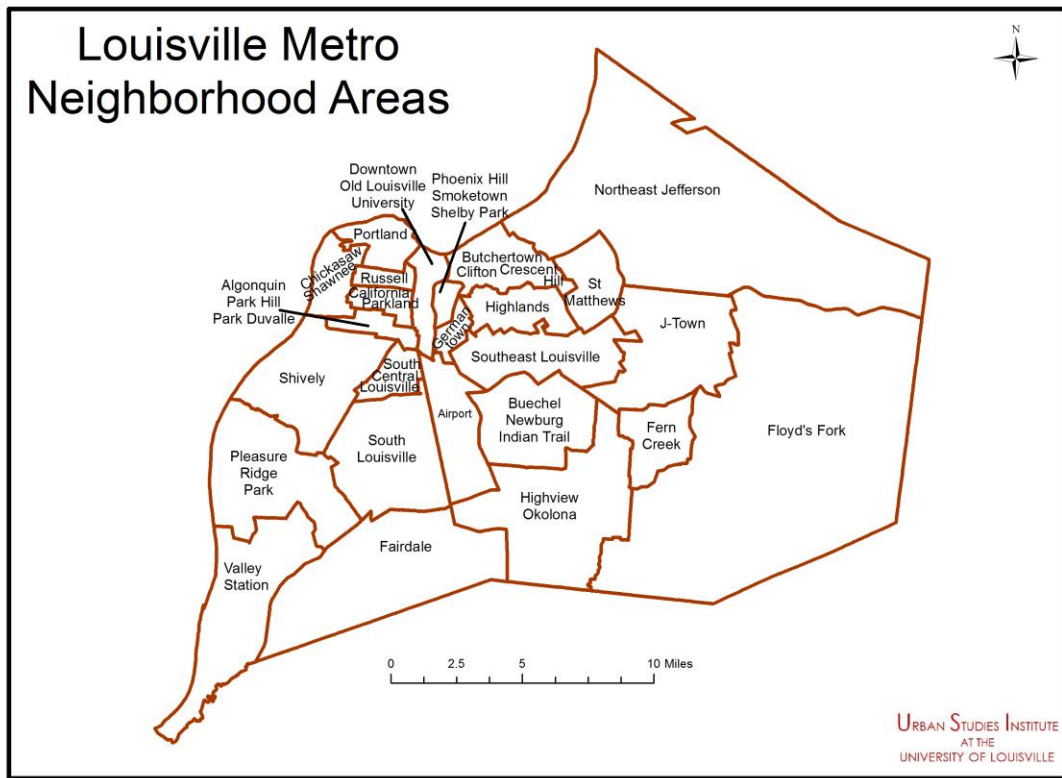 Louisville Metro
Neighborhood Areas
N
Northeast Jefferson
Downtown
Old Louisville
University
Phoenix Hill
Smoketown
Shelby Park
Portland
Chickasaw
Shawnee
Russell
California
Parkland
Algonquin
Park Hill
Park Duvalle
Butchertown
Clifton Crescent
Hill
St
Matthews
Highlands
German
town
J-Town
Southeast Louisville
Shively
South
Central
Louisville
Airport
Buechel
Newburg
Indian Trail
Fern
Creek
Floyd's Fork
Pleasure
Ridge
Park
South
Louisville
Highview
Okolona
Fairdale
Valley
Station
0 2.5 5 10 Miles
URBAN STUDIES INSTITUTE
AT THE
UNIVERSITY OF LOUISVILLE